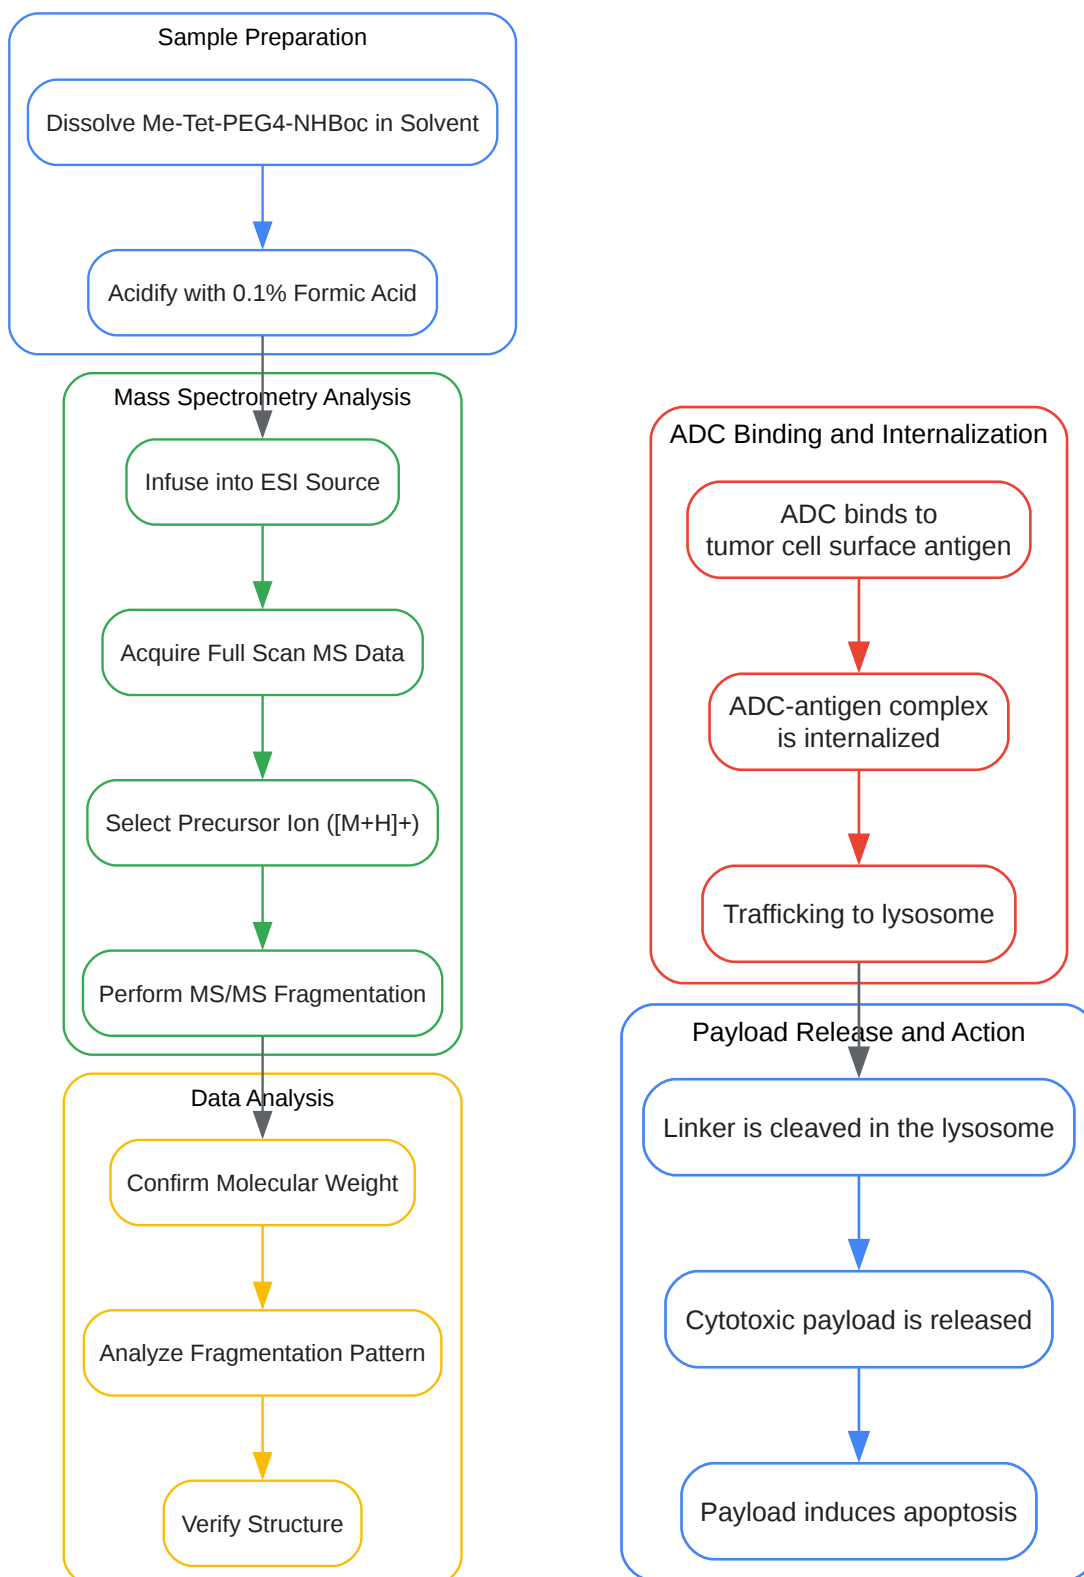 Sample Preparation
Dissolve Me-Tet-PEG4-NHBoc in Solvent
Acidify with 0.1% Formic Acid
Mass Spectrometry Analysis
Infuse into ESI Source
Acquire Full Scan MS Data
Select Precursor Ion ([M+H]+)
Perform MS/MS Fragmentation
Data Analysis
Confirm Molecular Weight
Analyze Fragmentation Pattern
Verify Structure
ADC Binding and Internalization
ADC binds to
tumor cell surface antigen
ADC-antigen complex
is internalized
Trafficking to lysosome
Payload Release and Action
Linker is cleaved in the lysosome
Cytotoxic payload is released
Payload induces apoptosis